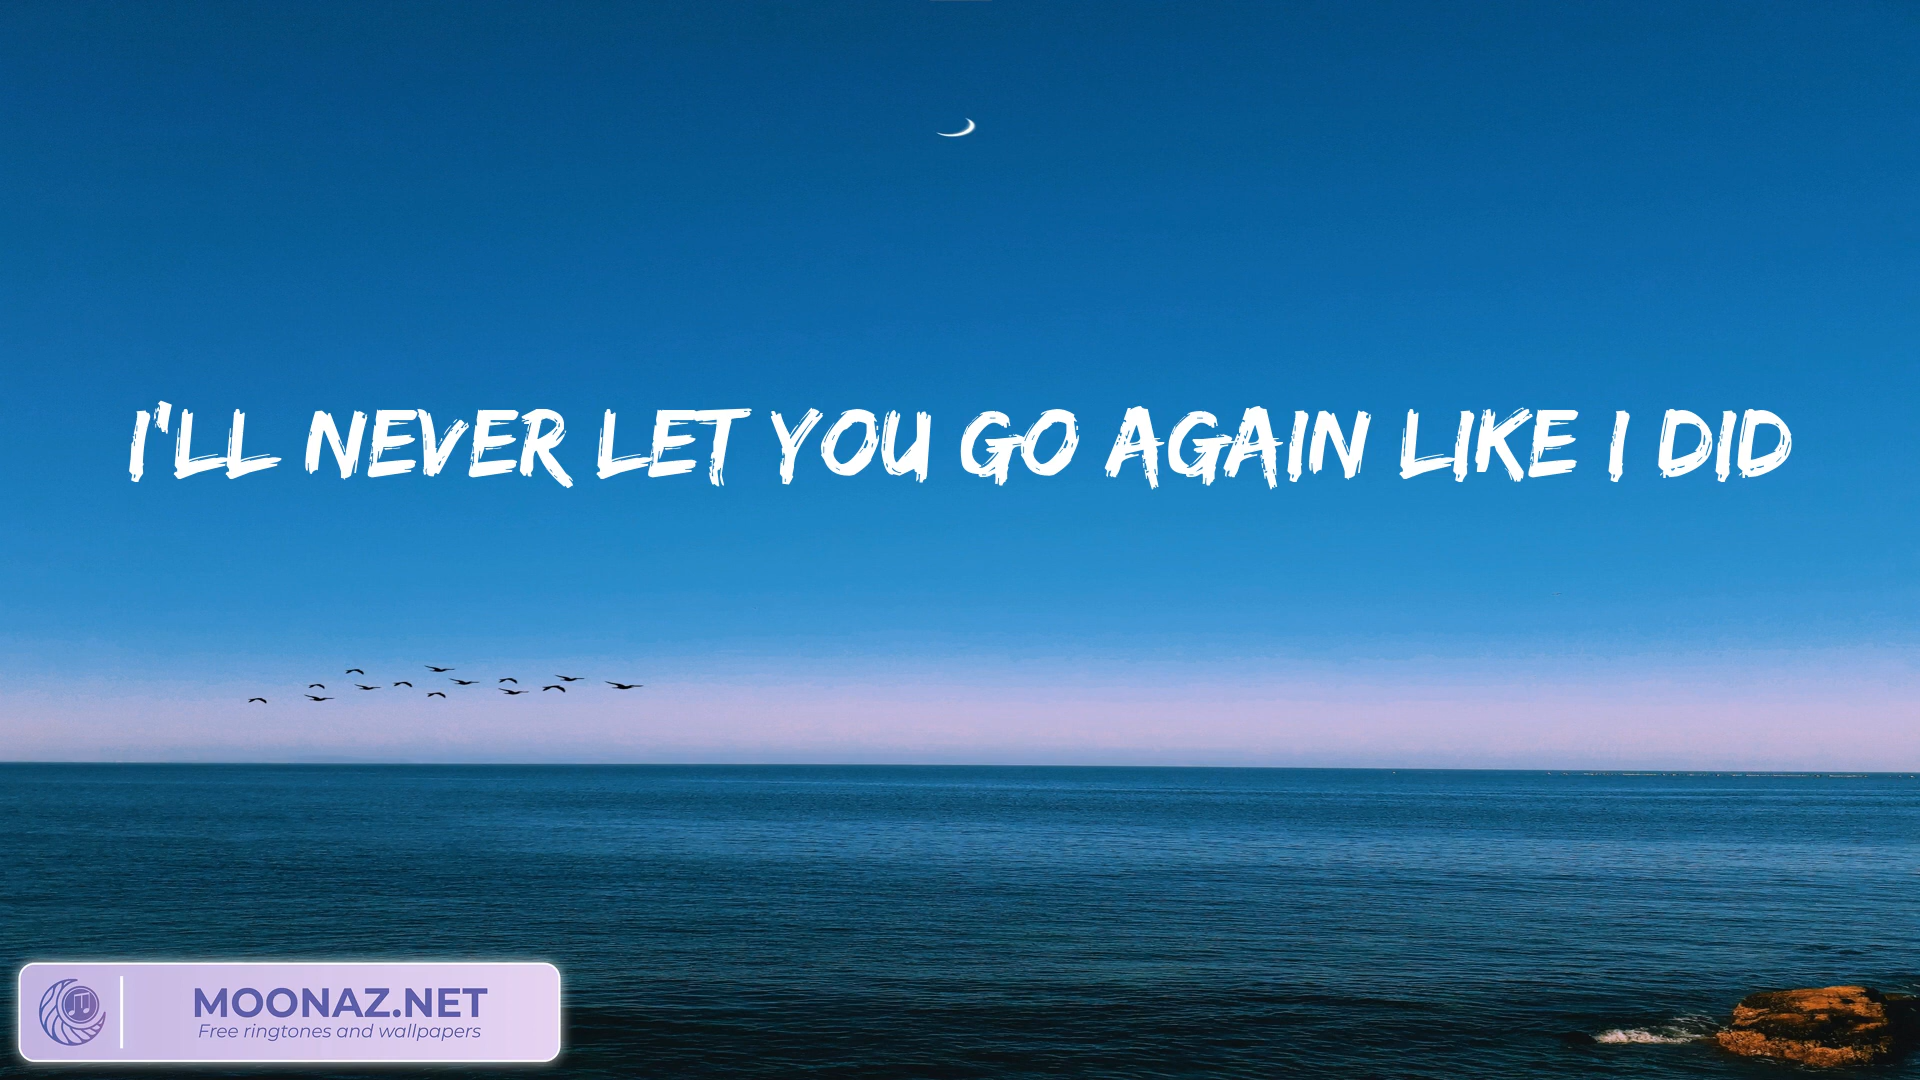 I'LL NEVER LET YOU GO AGAIN LIKE I DID
MOONAZ.NET
Free ringtones and wallpapers